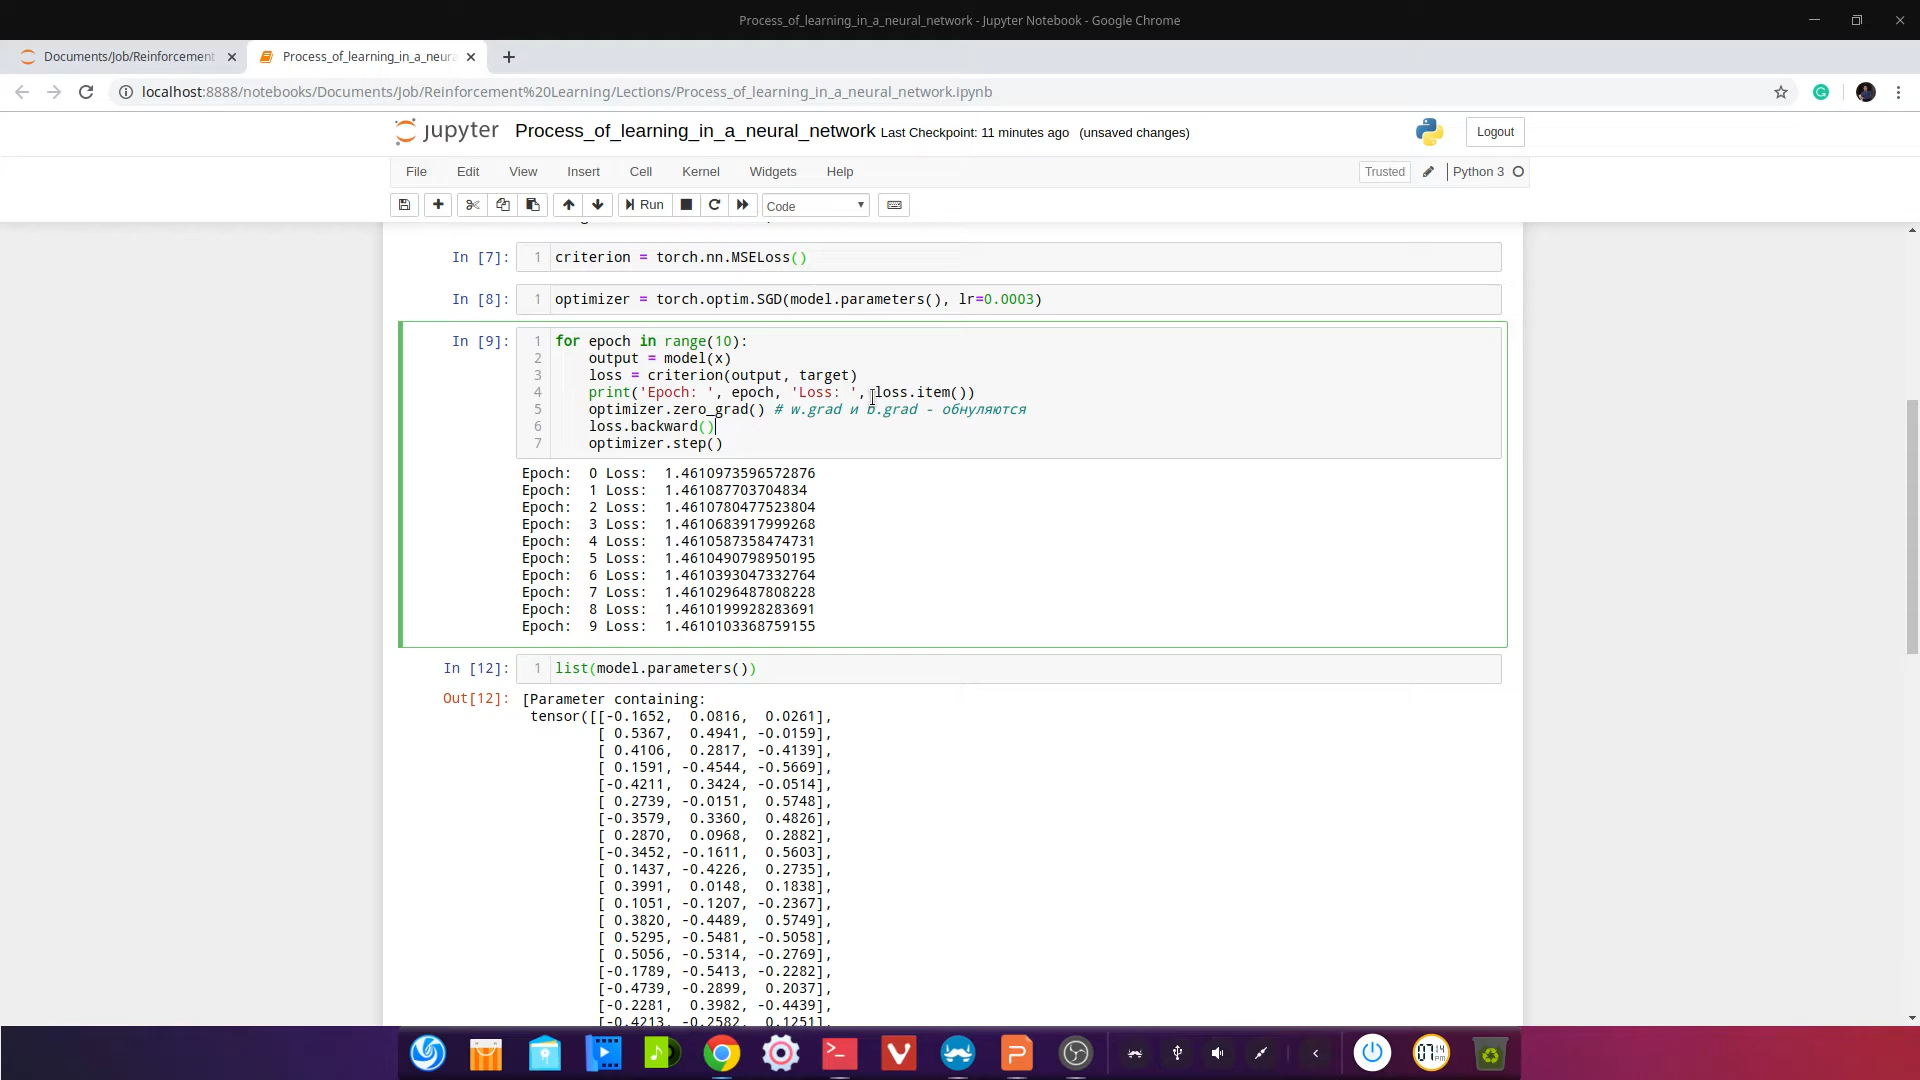 Process_of_learning_in_a_neural_network - Jupyter Notebook - Google Chrome
Documents/Job/Reinforcement
Process_of_learning_in_a_neura
localhost:8888/notebooks/Documents/Job/Reinforcement%20Learning/Lections/Process_of_learning_in_a_neural_network.ipynb
jupyter Process_of_learning_in_a_neural_network Last Checkpoint: 11 minutes ago (unsaved changes)
Logout
File Edit View Insert Cell Kernel Widgets Help
Trusted Python 3
Run Code
In [7]: 1 criterion = torch.nn.MSELoss()
In [8]: 1 optimizer = torch.optim.SGD(model.parameters(), lr=0.0003)
In [9]: 1 for epoch in range(10):
2 output = model(x)
3 loss = criterion(output, target)
4 print('Epoch: ', epoch, 'Loss: ', loss.item())
5 optimizer.zero_grad() # w.grad и b.grad - обнуляются
6 loss.backward()
7 optimizer.step()
Epoch: 0 Loss: 1.4610973596572876
Epoch: 1 Loss: 1.461087703704834
Epoch: 2 Loss: 1.4610780477523804
Epoch: 3 Loss: 1.4610683917999268
Epoch: 4 Loss: 1.4610587358474731
Epoch: 5 Loss: 1.4610490798950195
Epoch: 6 Loss: 1.4610393047332764
Epoch: 7 Loss: 1.4610296487808228
Epoch: 8 Loss: 1.4610199928283691
Epoch: 9 Loss: 1.4610103368759155
In [12]: 1 list(model.parameters())
Out[12]: [Parameter containing:
tensor([[-0.1652, 0.0816, 0.0261],
[ 0.5367, 0.4941, -0.0159],
[ 0.4106, 0.2817, -0.4139],
[ 0.1591, -0.4544, -0.5669],
[-0.4211, 0.3424, -0.0514],
[ 0.2739, -0.0151, 0.5748],
[-0.3579, 0.3360, 0.4826],
[ 0.2870, 0.0968, 0.2882],
[-0.3452, -0.1611, 0.5603],
[ 0.1437, -0.4226, 0.2735],
[ 0.3991, 0.0148, 0.1838],
[ 0.1051, -0.1207, -0.2367],
[ 0.3820, -0.4489, 0.5749],
[ 0.5295, -0.5481, -0.5058],
[ 0.5056, -0.5314, -0.2769],
[-0.1789, -0.5413, -0.2282],
[-0.4739, -0.2899, 0.2037],
[-0.2281, 0.3982, -0.4439],
[-0.4213, -0.2582, 0.1251],
07:14 PM